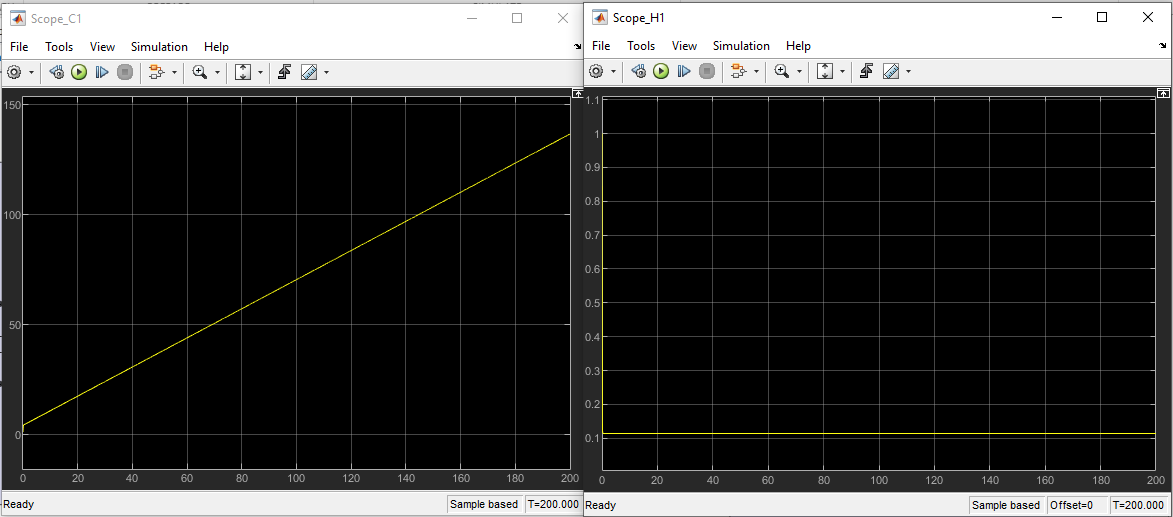 Scope_C1
File Tools View Simulation Help
150
100
50
0
0 20 40 60 80 100 120 140 160 180 200
Ready Sample based T=200.000
Scope_H1
File Tools View Simulation Help
1.1
1
0.9
0.8
0.7
0.6
0.5
0.4
0.3
0.2
0.1
0 20 40 60 80 100 120 140 160 180 200
Ready Sample based Offset=0 T=200.000